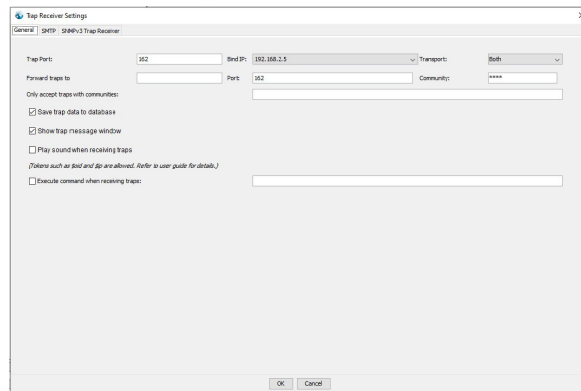 Trap Receiver Settings
General SMTP SNMPv3 Trap Receiver
Trap Port: 162 Bind IP: 192.168.2.5 Transport: Both
Forward traps to Port: 162 Community: ****
Only accept traps with communities:
Save trap data to database
Show trap message window
Play sound when receiving traps
(Tokens such as $oid and $ip are allowed. Refer to user guide for details.)
Execute command when receiving traps:
OK Cancel